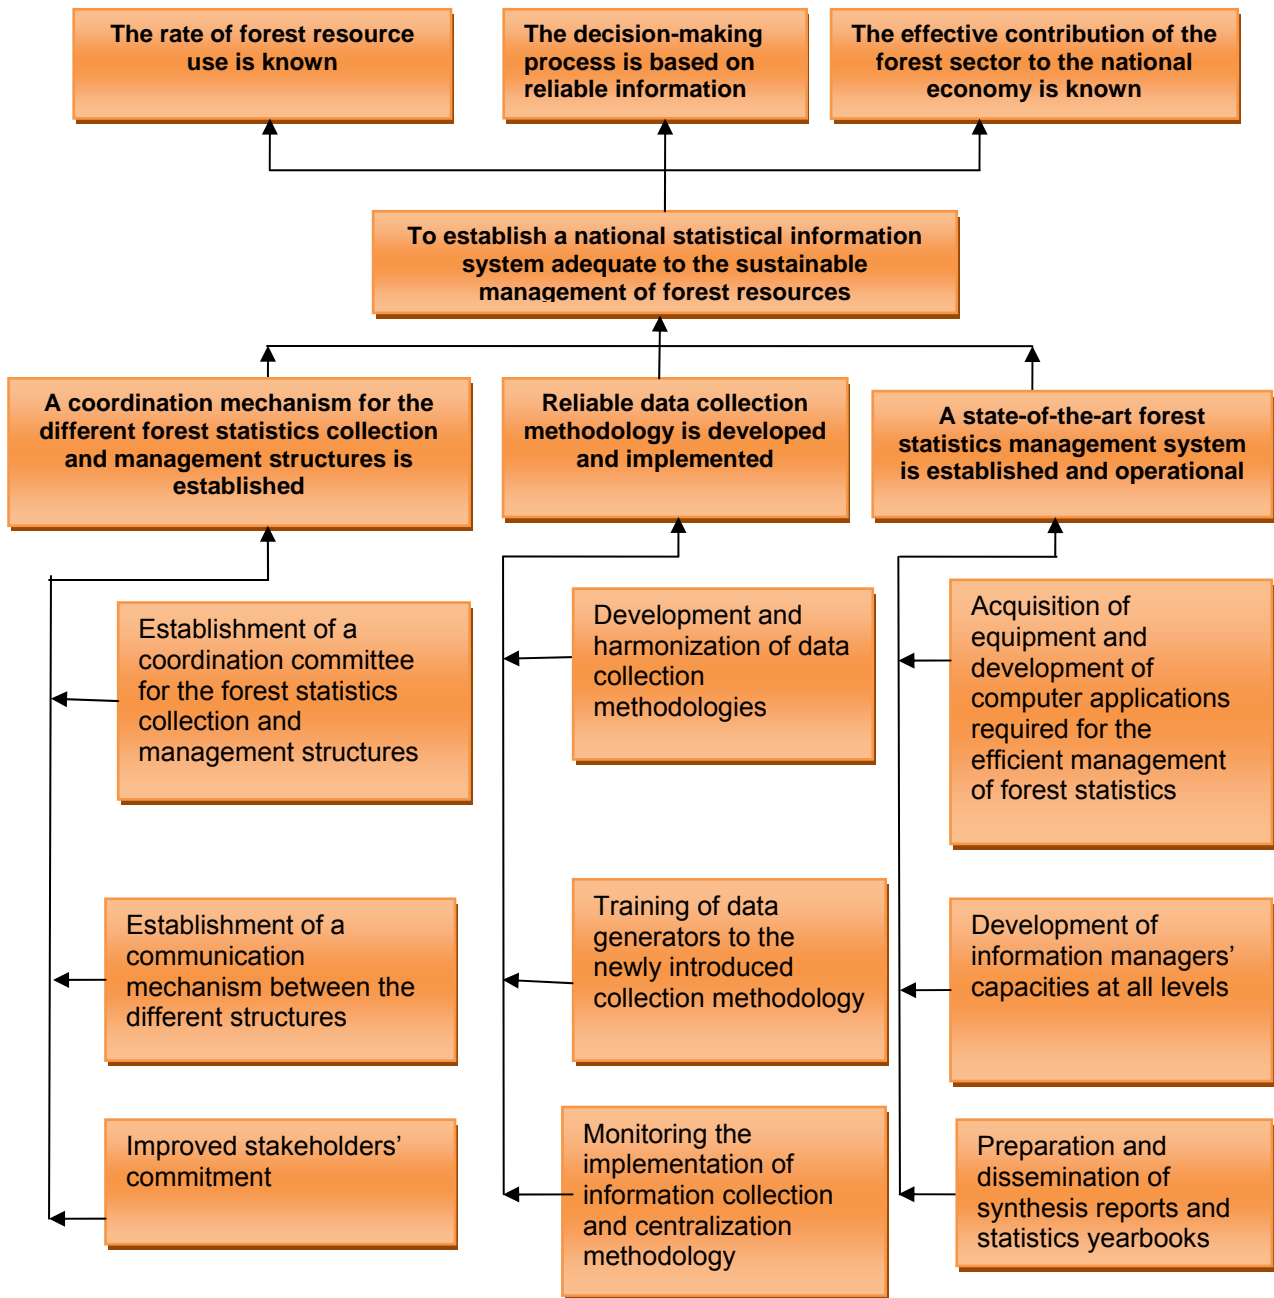 The rate of forest resource
use is known
The decision-making
process is based on
reliable information
The effective contribution of the
forest sector to the national
economy is known
To establish a national statistical information
system adequate to the sustainable
management of forest resources
A coordination mechanism for the
different forest statistics collection
and management structures is
established
Reliable data collection
methodology is developed
and implemented
A state-of-the-art forest
statistics management system
is established and operational
Establishment of a
coordination committee
for the forest statistics
collection and
management structures
Development and
harmonization of data
collection
methodologies
Acquisition of
equipment and
development of
computer applications
required for the
efficient management
of forest statistics
Establishment of a
communication
mechanism between the
different structures
Training of data
generators to the
newly introduced
collection methodology
Development of
information managers’
capacities at all levels
Improved stakeholders’
commitment
Monitoring the
implementation of
information collection
and centralization
methodology
Preparation and
dissemination of
synthesis reports and
statistics yearbooks